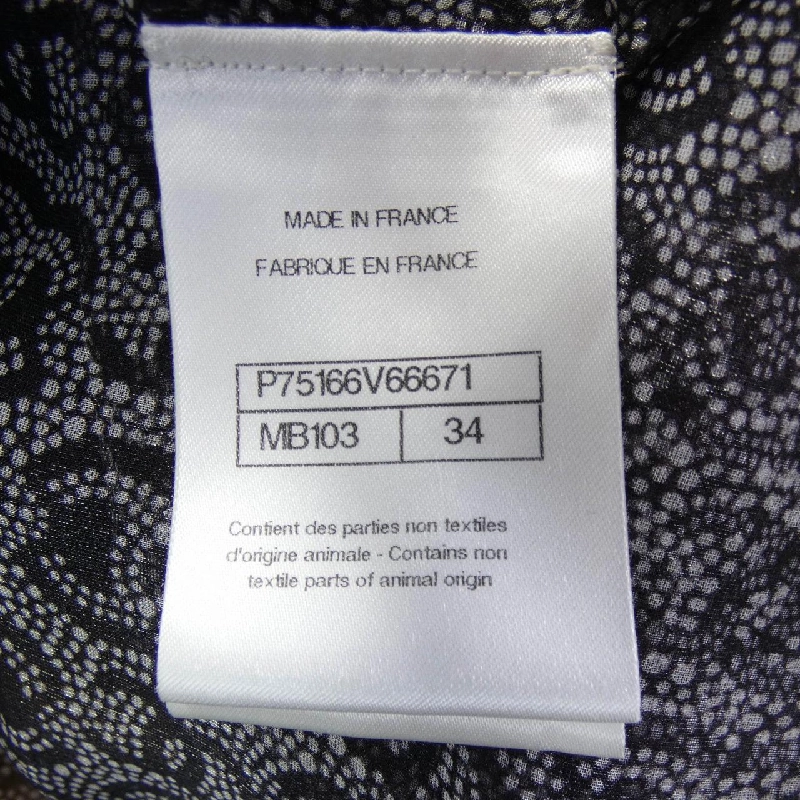 MADE IN FRANCE
FABRIQUE EN FRANCE
P75166V66671
MB103 34
Contient des parties non textiles
d'origine animale - Contains non
textile parts of animal origin